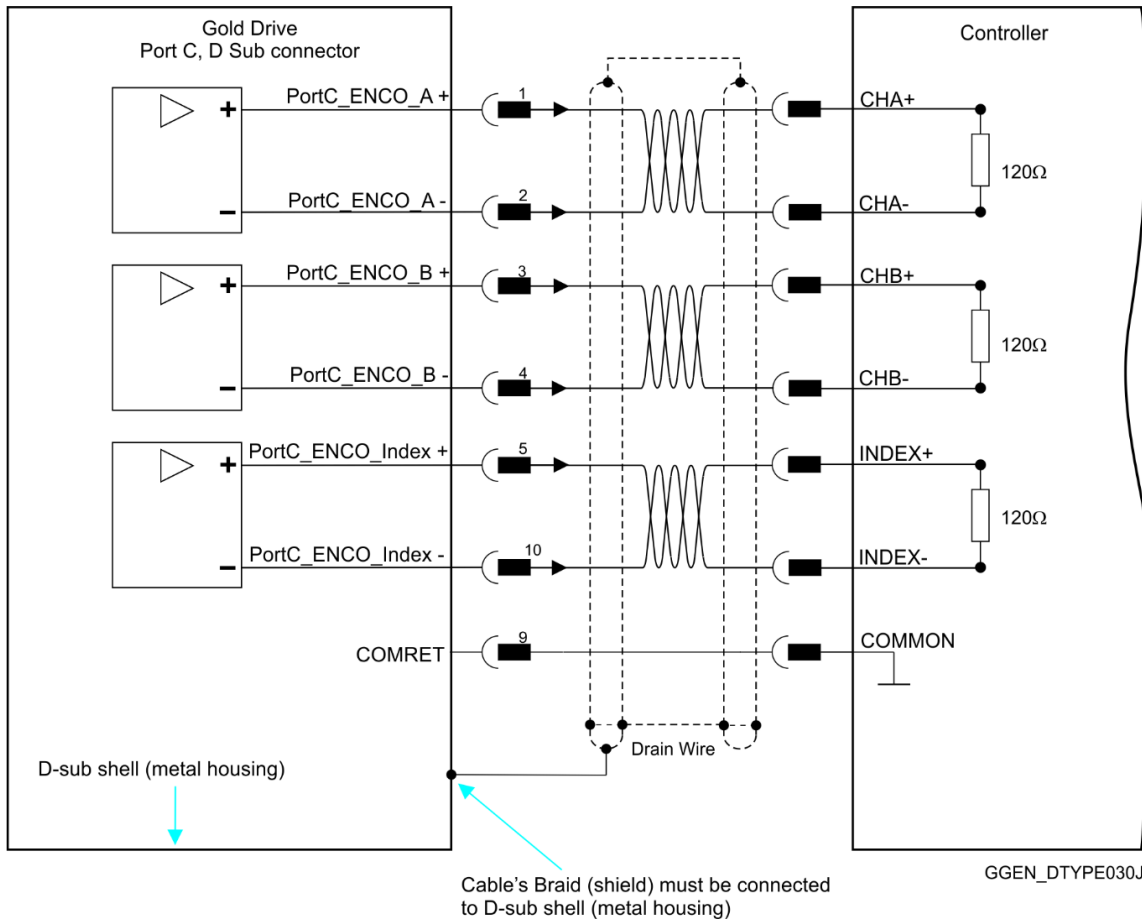 Gold Drive
Port C, D Sub connector
Controller
PortC_ENCO_A +
1
CHA+
120Ω
PortC_ENCO_A -
2
CHA-
PortC_ENCO_B +
3
CHB+
120Ω
PortC_ENCO_B -
4
CHB-
PortC_ENCO_Index +
5
INDEX+
120Ω
PortC_ENCO_Index -
10
INDEX-
COMRET
9
COMMON
Drain Wire
D-sub shell (metal housing)
Cable's Braid (shield) must be connected
to D-sub shell (metal housing)
GGEN_DTYPE030J